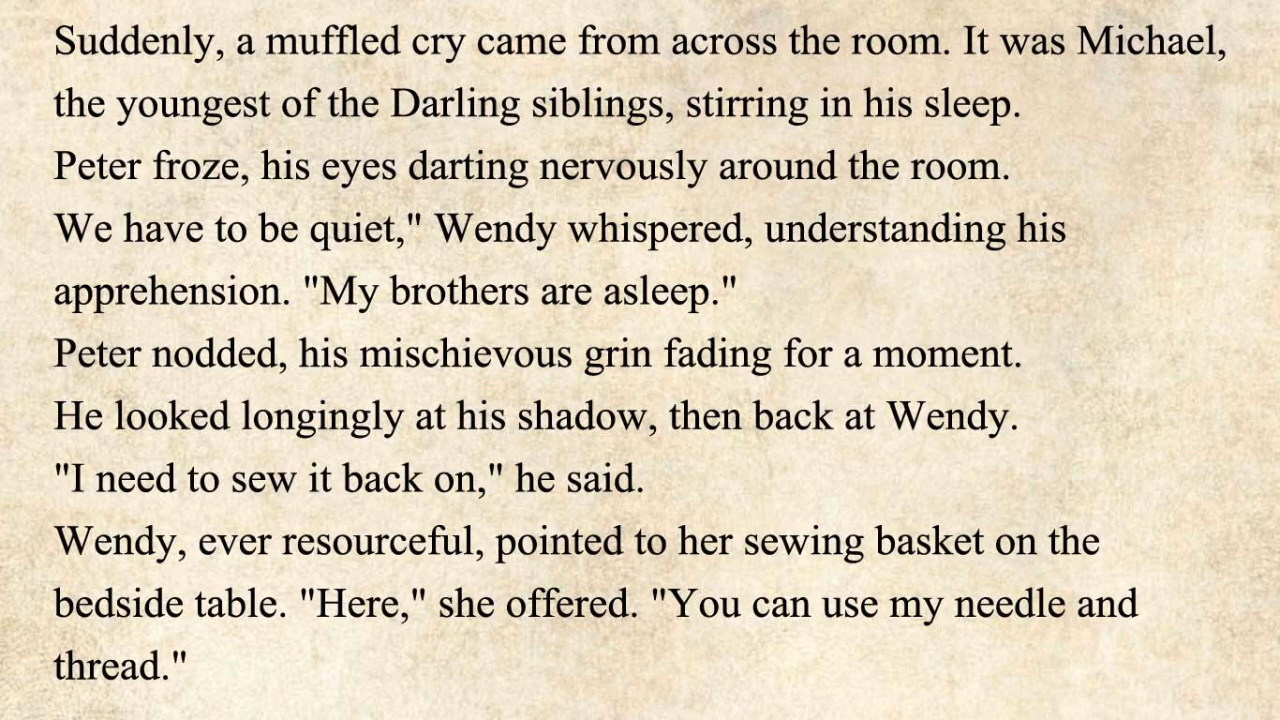 Suddenly, a muffled cry came from across the room. It was Michael,
the youngest of the Darling siblings, stirring in his sleep.
Peter froze, his eyes darting nervously around the room.
We have to be quiet," Wendy whispered, understanding his
apprehension. "My brothers are asleep."
Peter nodded, his mischievous grin fading for a moment.
He looked longingly at his shadow, then back at Wendy.
"I need to sew it back on," he said.
Wendy, ever resourceful, pointed to her sewing basket on the
bedside table. "Here," she offered. "You can use my needle and
thread."